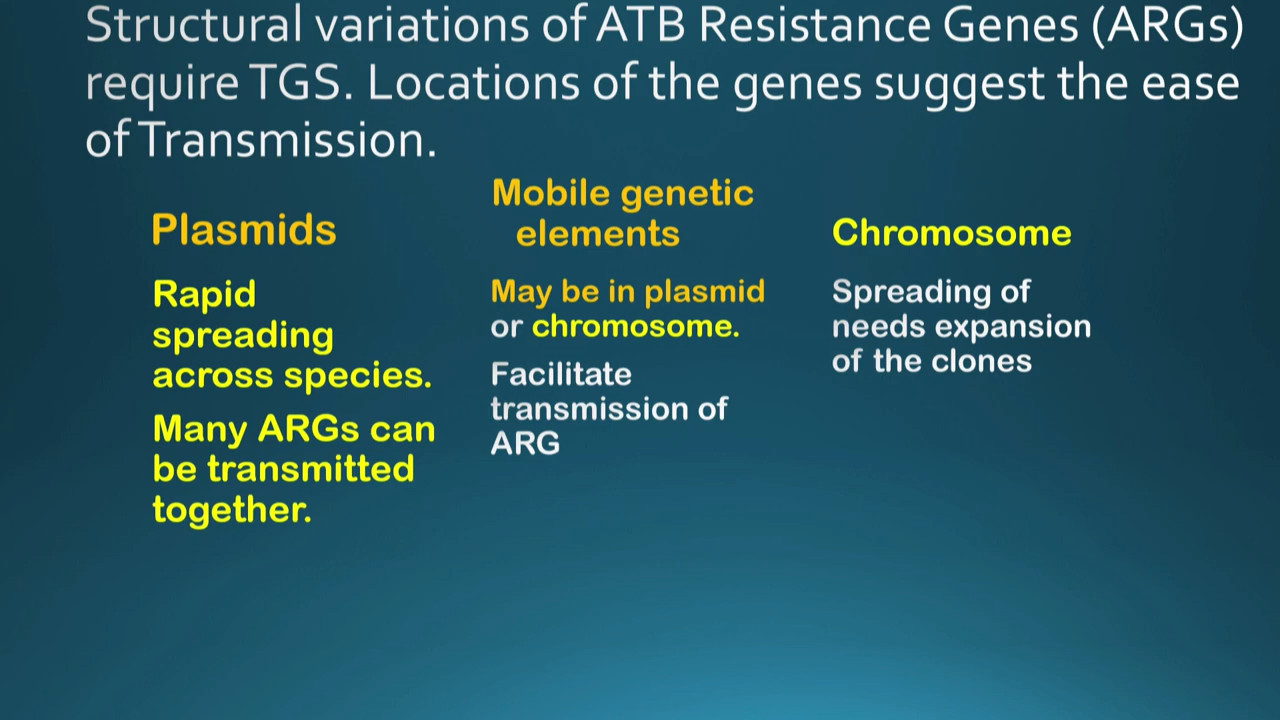 Structural variations of ATB Resistance Genes (ARGs)
require TGS. Locations of the genes suggest the ease
of Transmission.
Plasmids
Rapid
spreading
across species.
Many ARGs can
be transmitted
together.
Mobile genetic
elements
May be in plasmid
or chromosome.
Facilitate
transmission of
ARG
Chromosome
Spreading of
needs expansion
of the clones